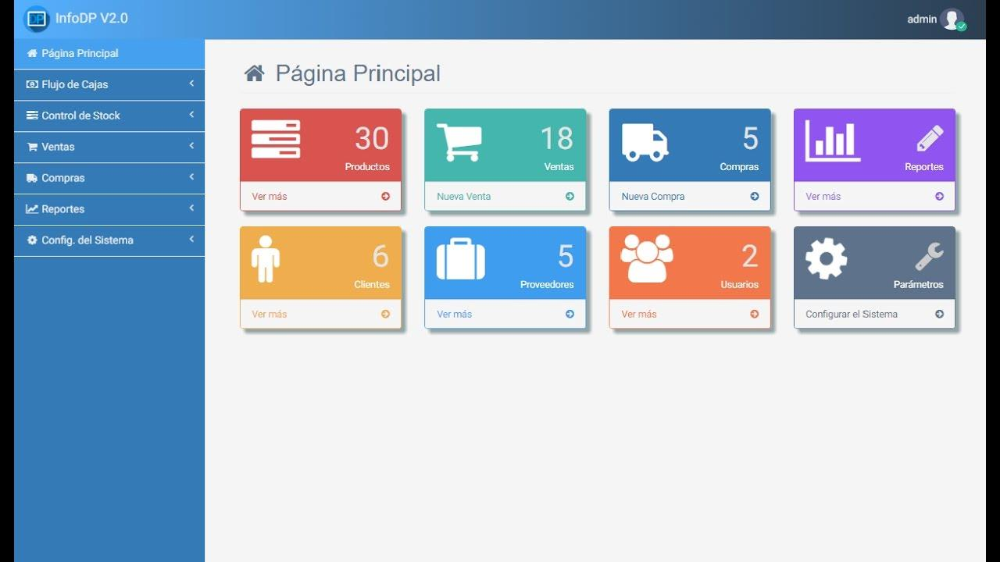 DP InfoDP V2.0
admin
Página Principal
Flujo de Cajas
Control de Stock
Ventas
Compras
Reportes
Config. del Sistema
Página Principal
30
Productos
Ver más
18
Ventas
Nueva Venta
5
Compras
Nueva Compra
Reportes
Ver más
6
Clientes
Ver más
5
Proveedores
Ver más
2
Usuarios
Ver más
Parámetros
Configurar el Sistema